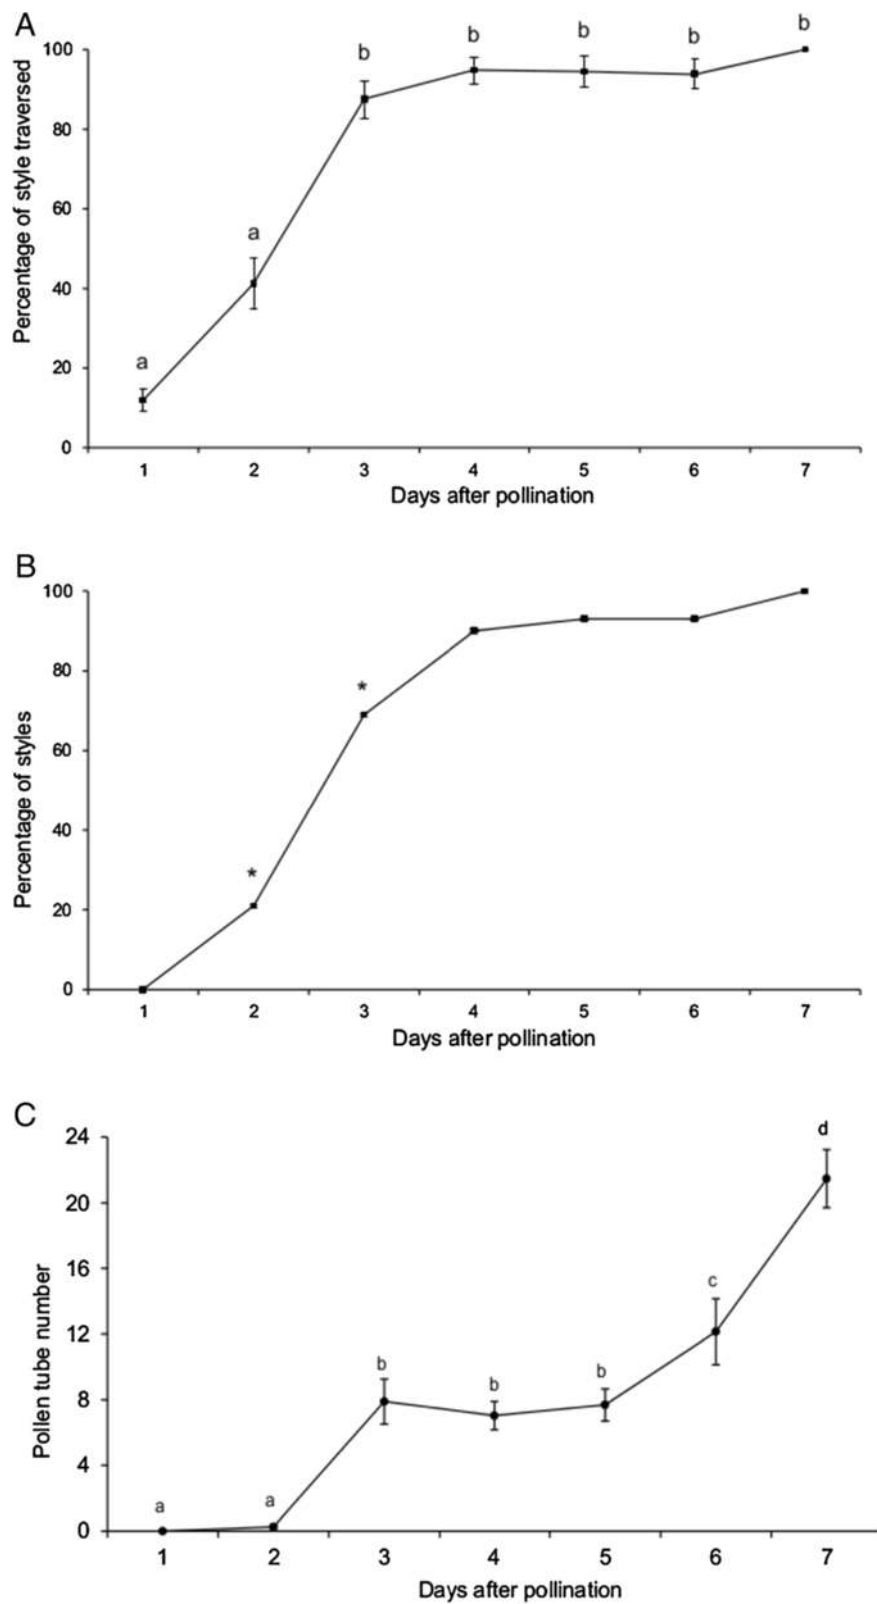 A
Percentage of style traversed
100
80
60
40
20
0
a
a
b
b
b
b
b
1 2 3 4 5 6 7
Days after pollination
B
Percentage of styles
100
80
60
40
20
0
*
*
1 2 3 4 5 6 7
Days after pollination
C
Pollen tube number
24
20
16
12
8
4
0
a
a
b
b
b
c
d
1 2 3 4 5 6 7
Days after pollination